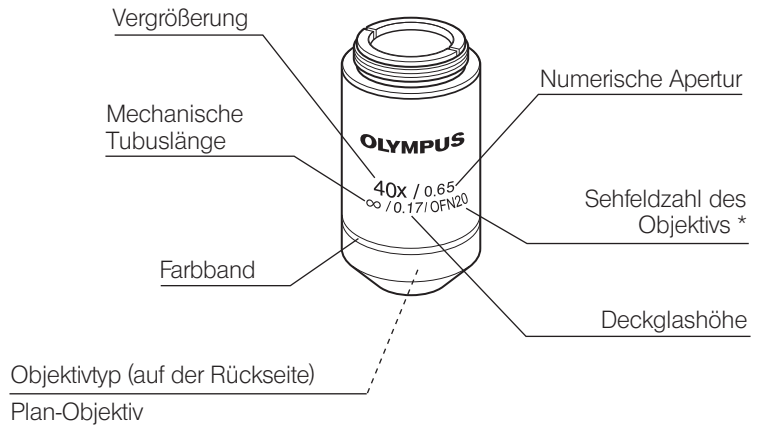 Vergrößerung
Numerische Apertur
Mechanische
Tubuslänge
OLYMPUS
40x / 0.65
∞ / 0.17 / OFN20
Sehfeldzahl des
Objektivs *
Farbband
Deckglashöhe
Objektivtyp (auf der Rückseite)
Plan-Objektiv